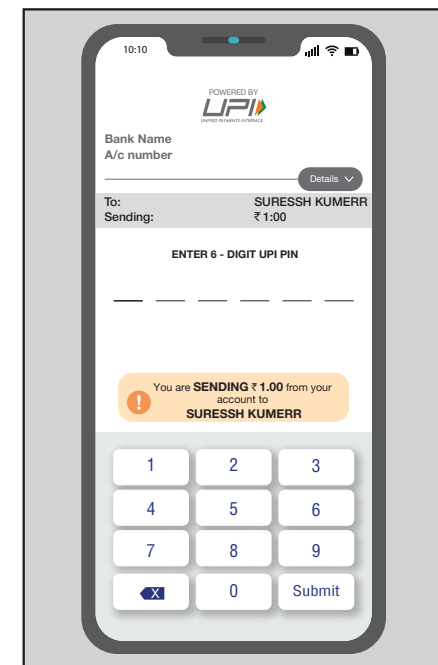 10:10
POWERED BY
UPI
UNIFIED PAYMENTS INTERFACE
Bank Name
A/c number
Details
To: SURESSH KUMERR
Sending: ₹ 1:00
ENTER 6 - DIGIT UPI PIN
You are SENDING ₹ 1.00 from your
account to
SURESSH KUMERR
1 2 3
4 5 6
7 8 9
X 0 Submit